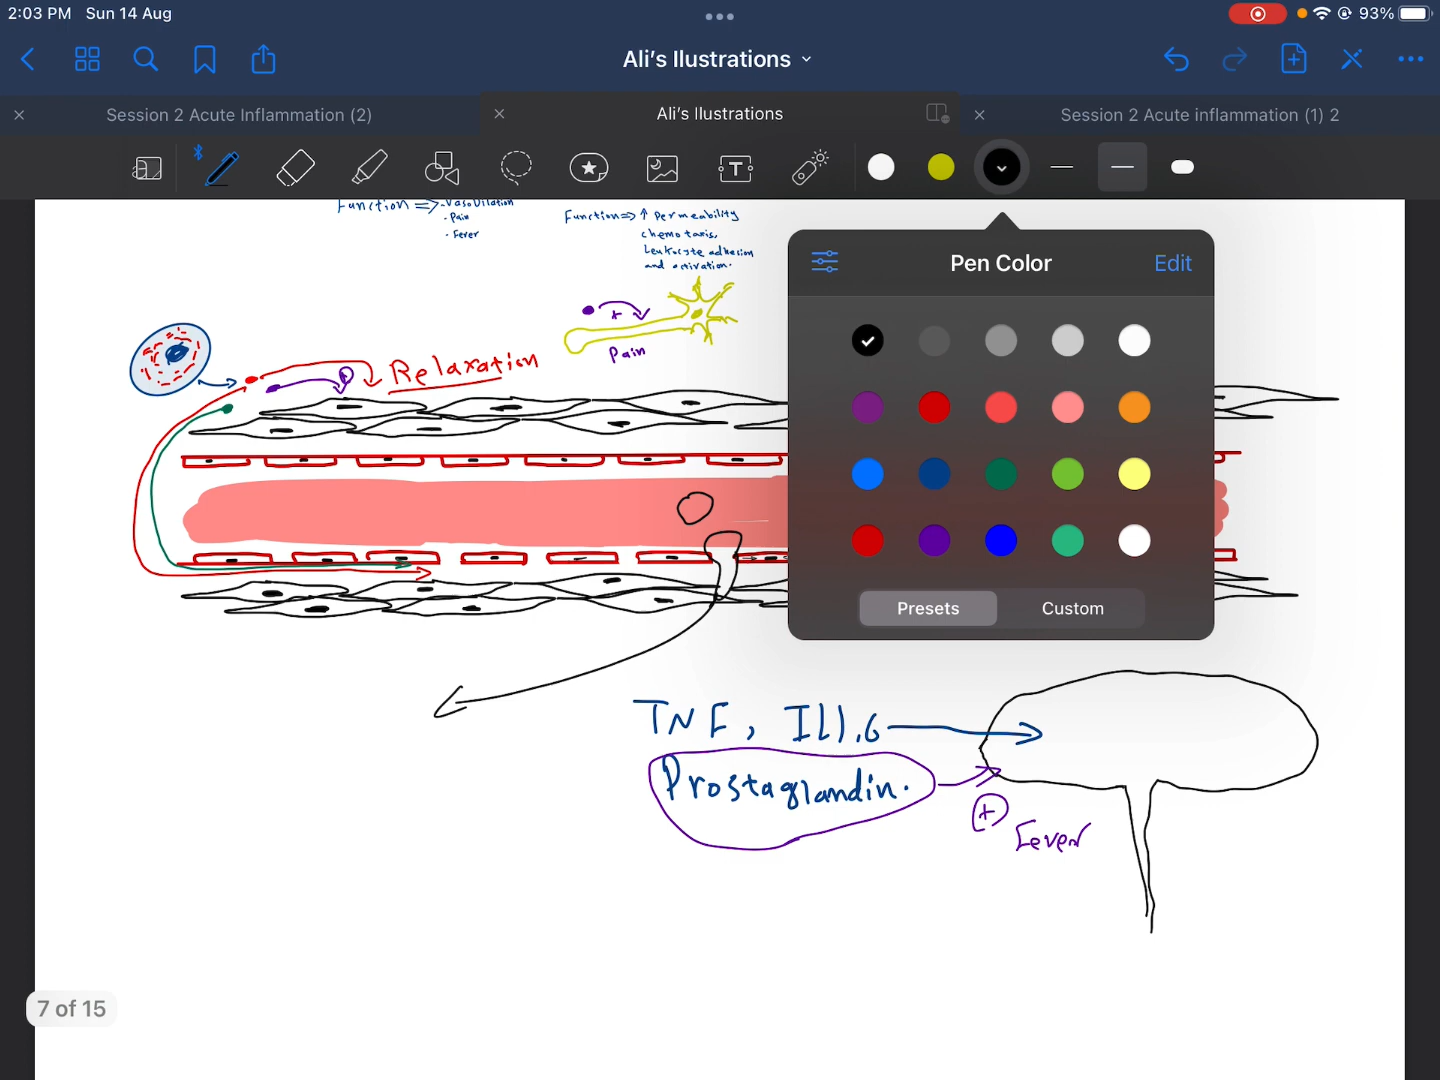 2:03 PM Sun 14 Aug
93%
Ali's Ilustrations
Session 2 Acute Inflammation (2)
Ali's Ilustrations
Session 2 Acute inflammation (1) 2
T
Function => -Vasodilation
- Pain
- Fever
Function => ↑ Permeability
chemotaxis,
Leukocyte adhesion
and activation.
Pen Color
Edit
+
Pain
+
Relaxation
Presets
Custom
TNF, IL1,6
Prostaglandin.
+
Fever
7 of 15